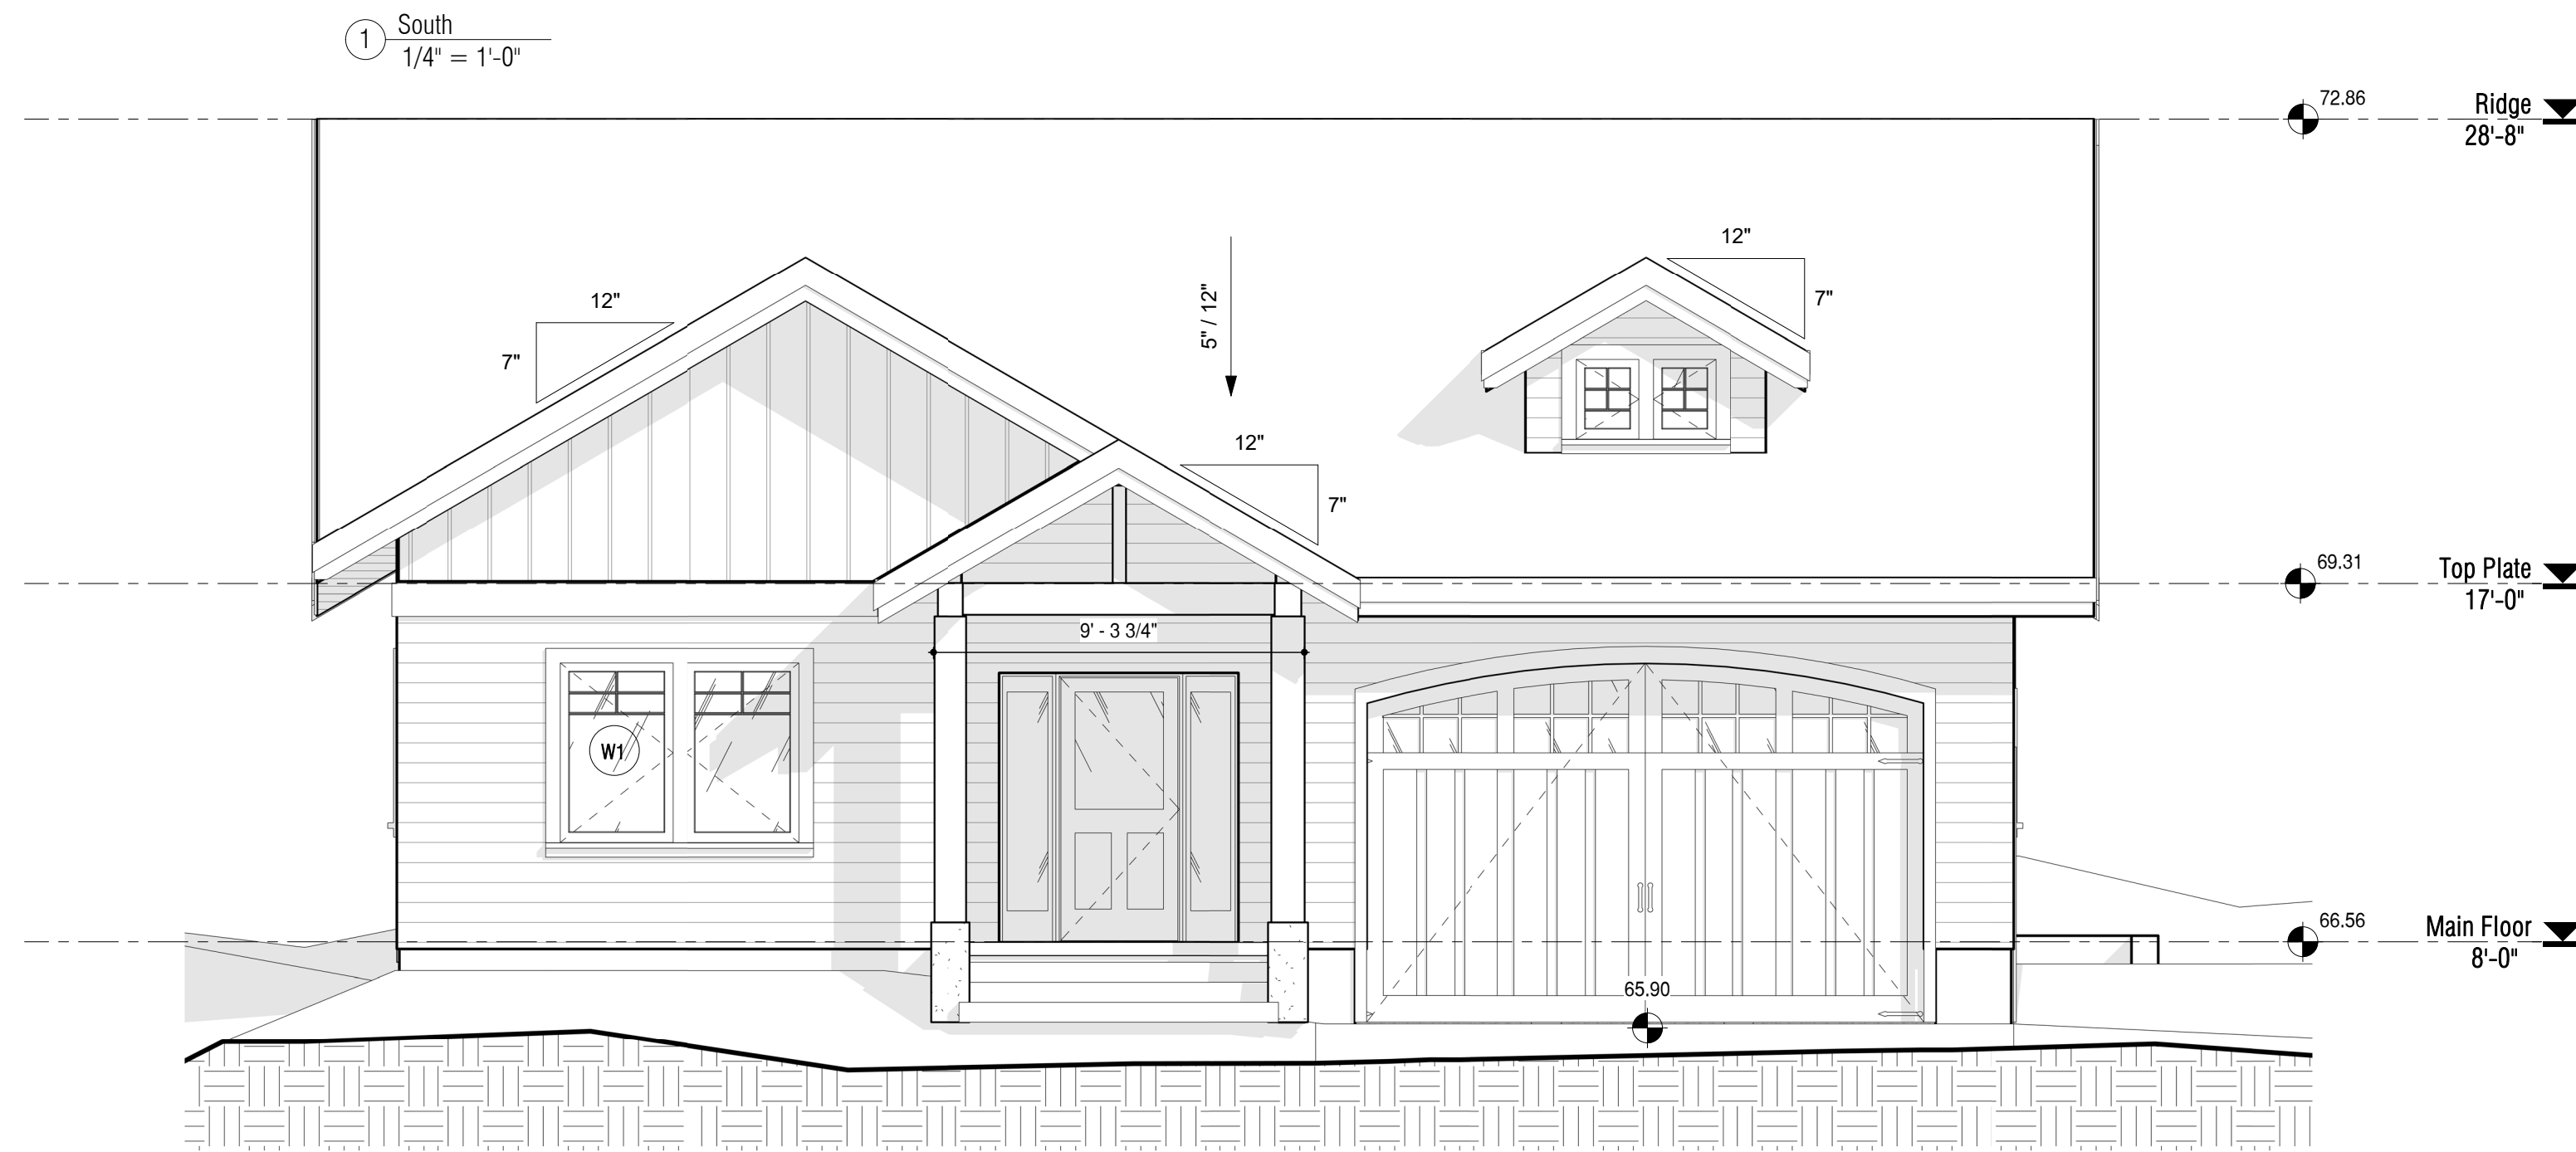 1
South
1/4" = 1'-0"
72.86
Ridge
28'-8"
12"
7"
12"
7"
5" / 12"
12"
7"
69.31
Top Plate
17'-0"
9' - 3 3/4"
W1
66.56
Main Floor
8'-0"
65.90